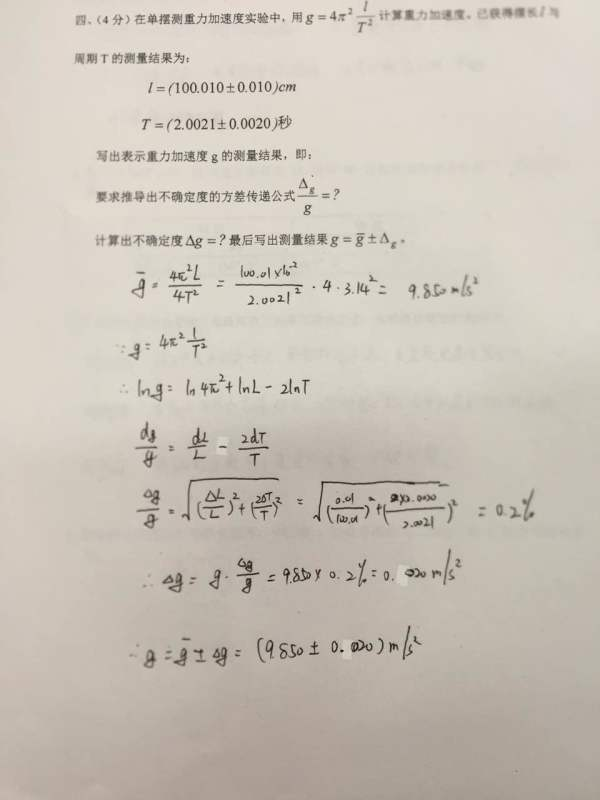 四、(4分) 在单摆测重力加速度实验中，用 g = 4π² l/T² 计算重力加速度。已获得摆长 l 与
周期 T 的测量结果为：
l = (100.010±0.010)cm
T = (2.0021±0.0020)秒
写出表示重力加速度 g 的测量结果，即：
要求推导出不确定度的方差传递公式 Δg/g = ?
计算出不确定度 Δg = ? 最后写出测量结果 g = g̅ ± Δg 。
g̅ = 4π²L/4T² = 100.01×10⁻²/2.0021² · 4 · 3.14² = 9.850 m/s²
∵ g = 4π² l/T²
∴ lng = ln4π² + lnL - 2lnT
dg/g = dL/L - 2dT/T
Δg/g = √((ΔL/L)² + (2ΔT/T)²) = √((0.01/100.01)² + (2×0.0020/2.0021)²) = 0.2%
∴ Δg = g · Δg/g = 9.850 × 0.2% = 0.020 m/s²
∴ g = g̅ ± Δg = (9.850 ± 0.020) m/s²